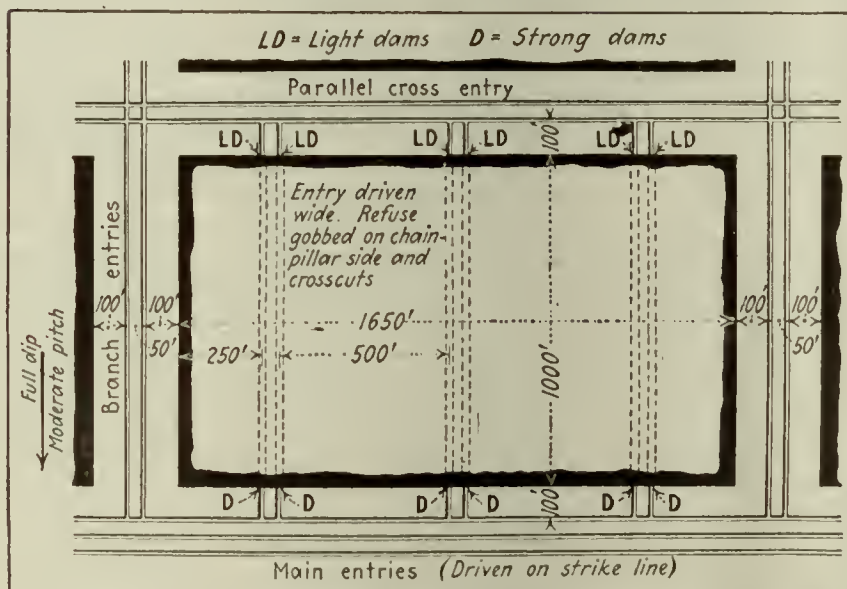 LD = Light dams D = Strong dams
Parallel cross entry
LD LD LD LD LD LD
100'
Entry driven
wide. Refuse
gobbed on chain-
pillar side and
crosscuts
Branch entries
100' 100' 1650' 100' 100'
50' 50'
250' 500'
1000'
Full dip
Moderate pitch
D D D D D D
100'
Main entries (Driven on strike line)